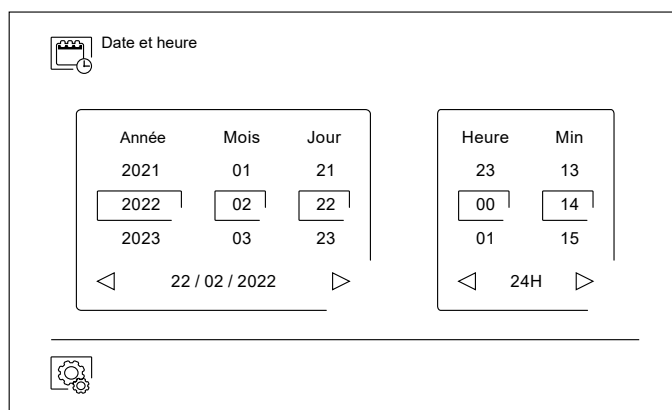 Date et heure
Année Mois Jour
2021 01 21
2022 02 22
2023 03 23
22 / 02 / 2022
Heure Min
23 13
00 14
01 15
24H